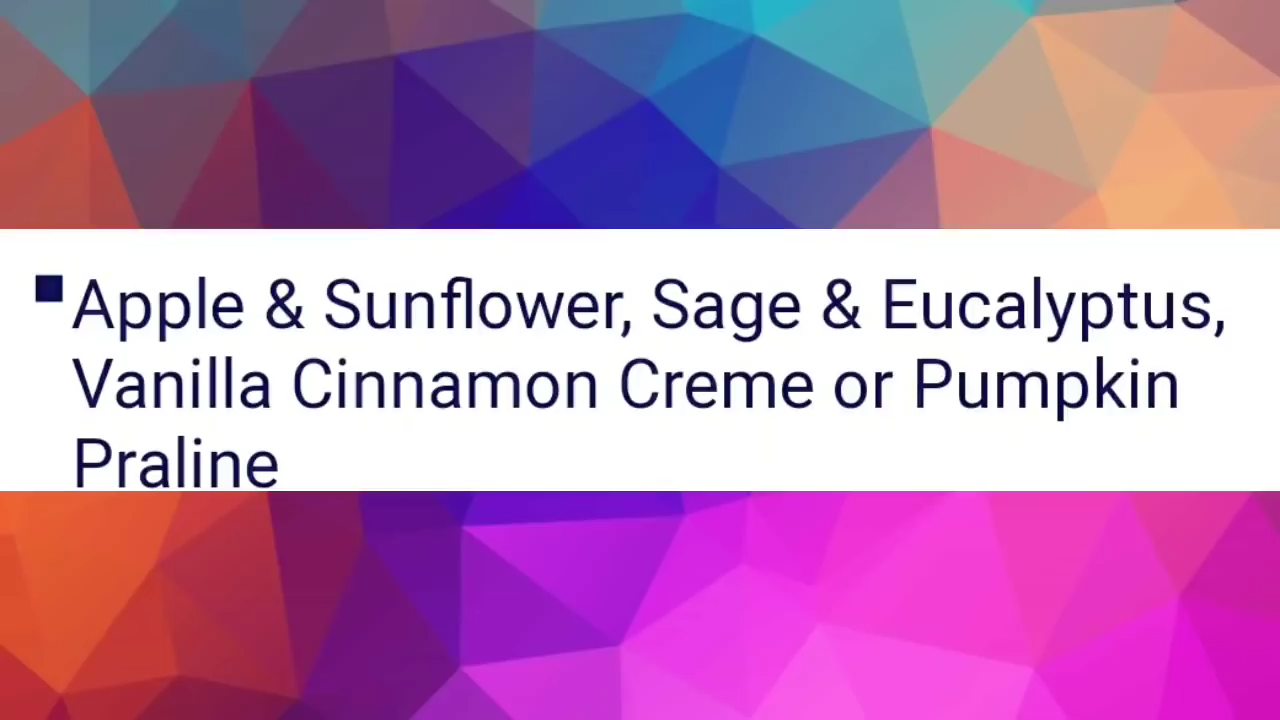 ▪Apple & Sunflower, Sage & Eucalyptus,
Vanilla Cinnamon Creme or Pumpkin
Praline